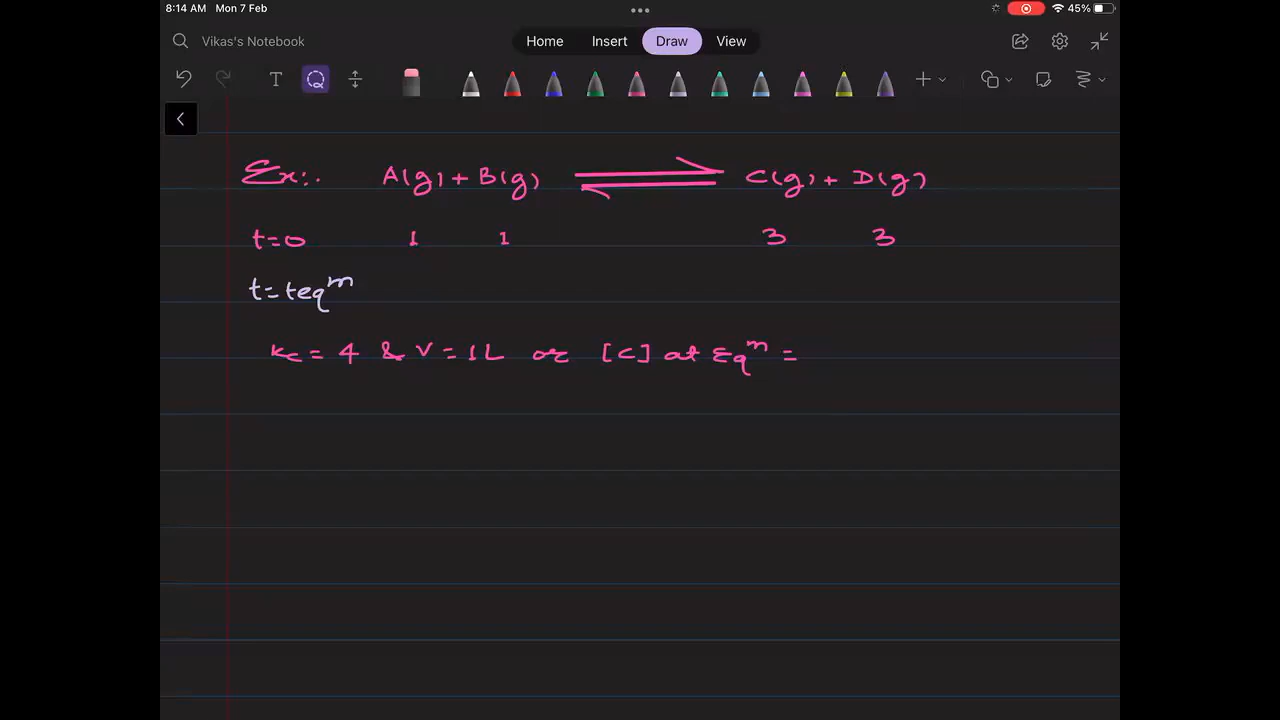 8:14 AM Mon 7 Feb
45%
Vikas's Notebook
Home Insert Draw View
T
Ex:. A(g) + B(g) ⇌ C(g) + D(g)
t=0 1 1 3 3
t=teqᵐ
Kc = 4 & V = 1L or [C] at Eqᵐ =